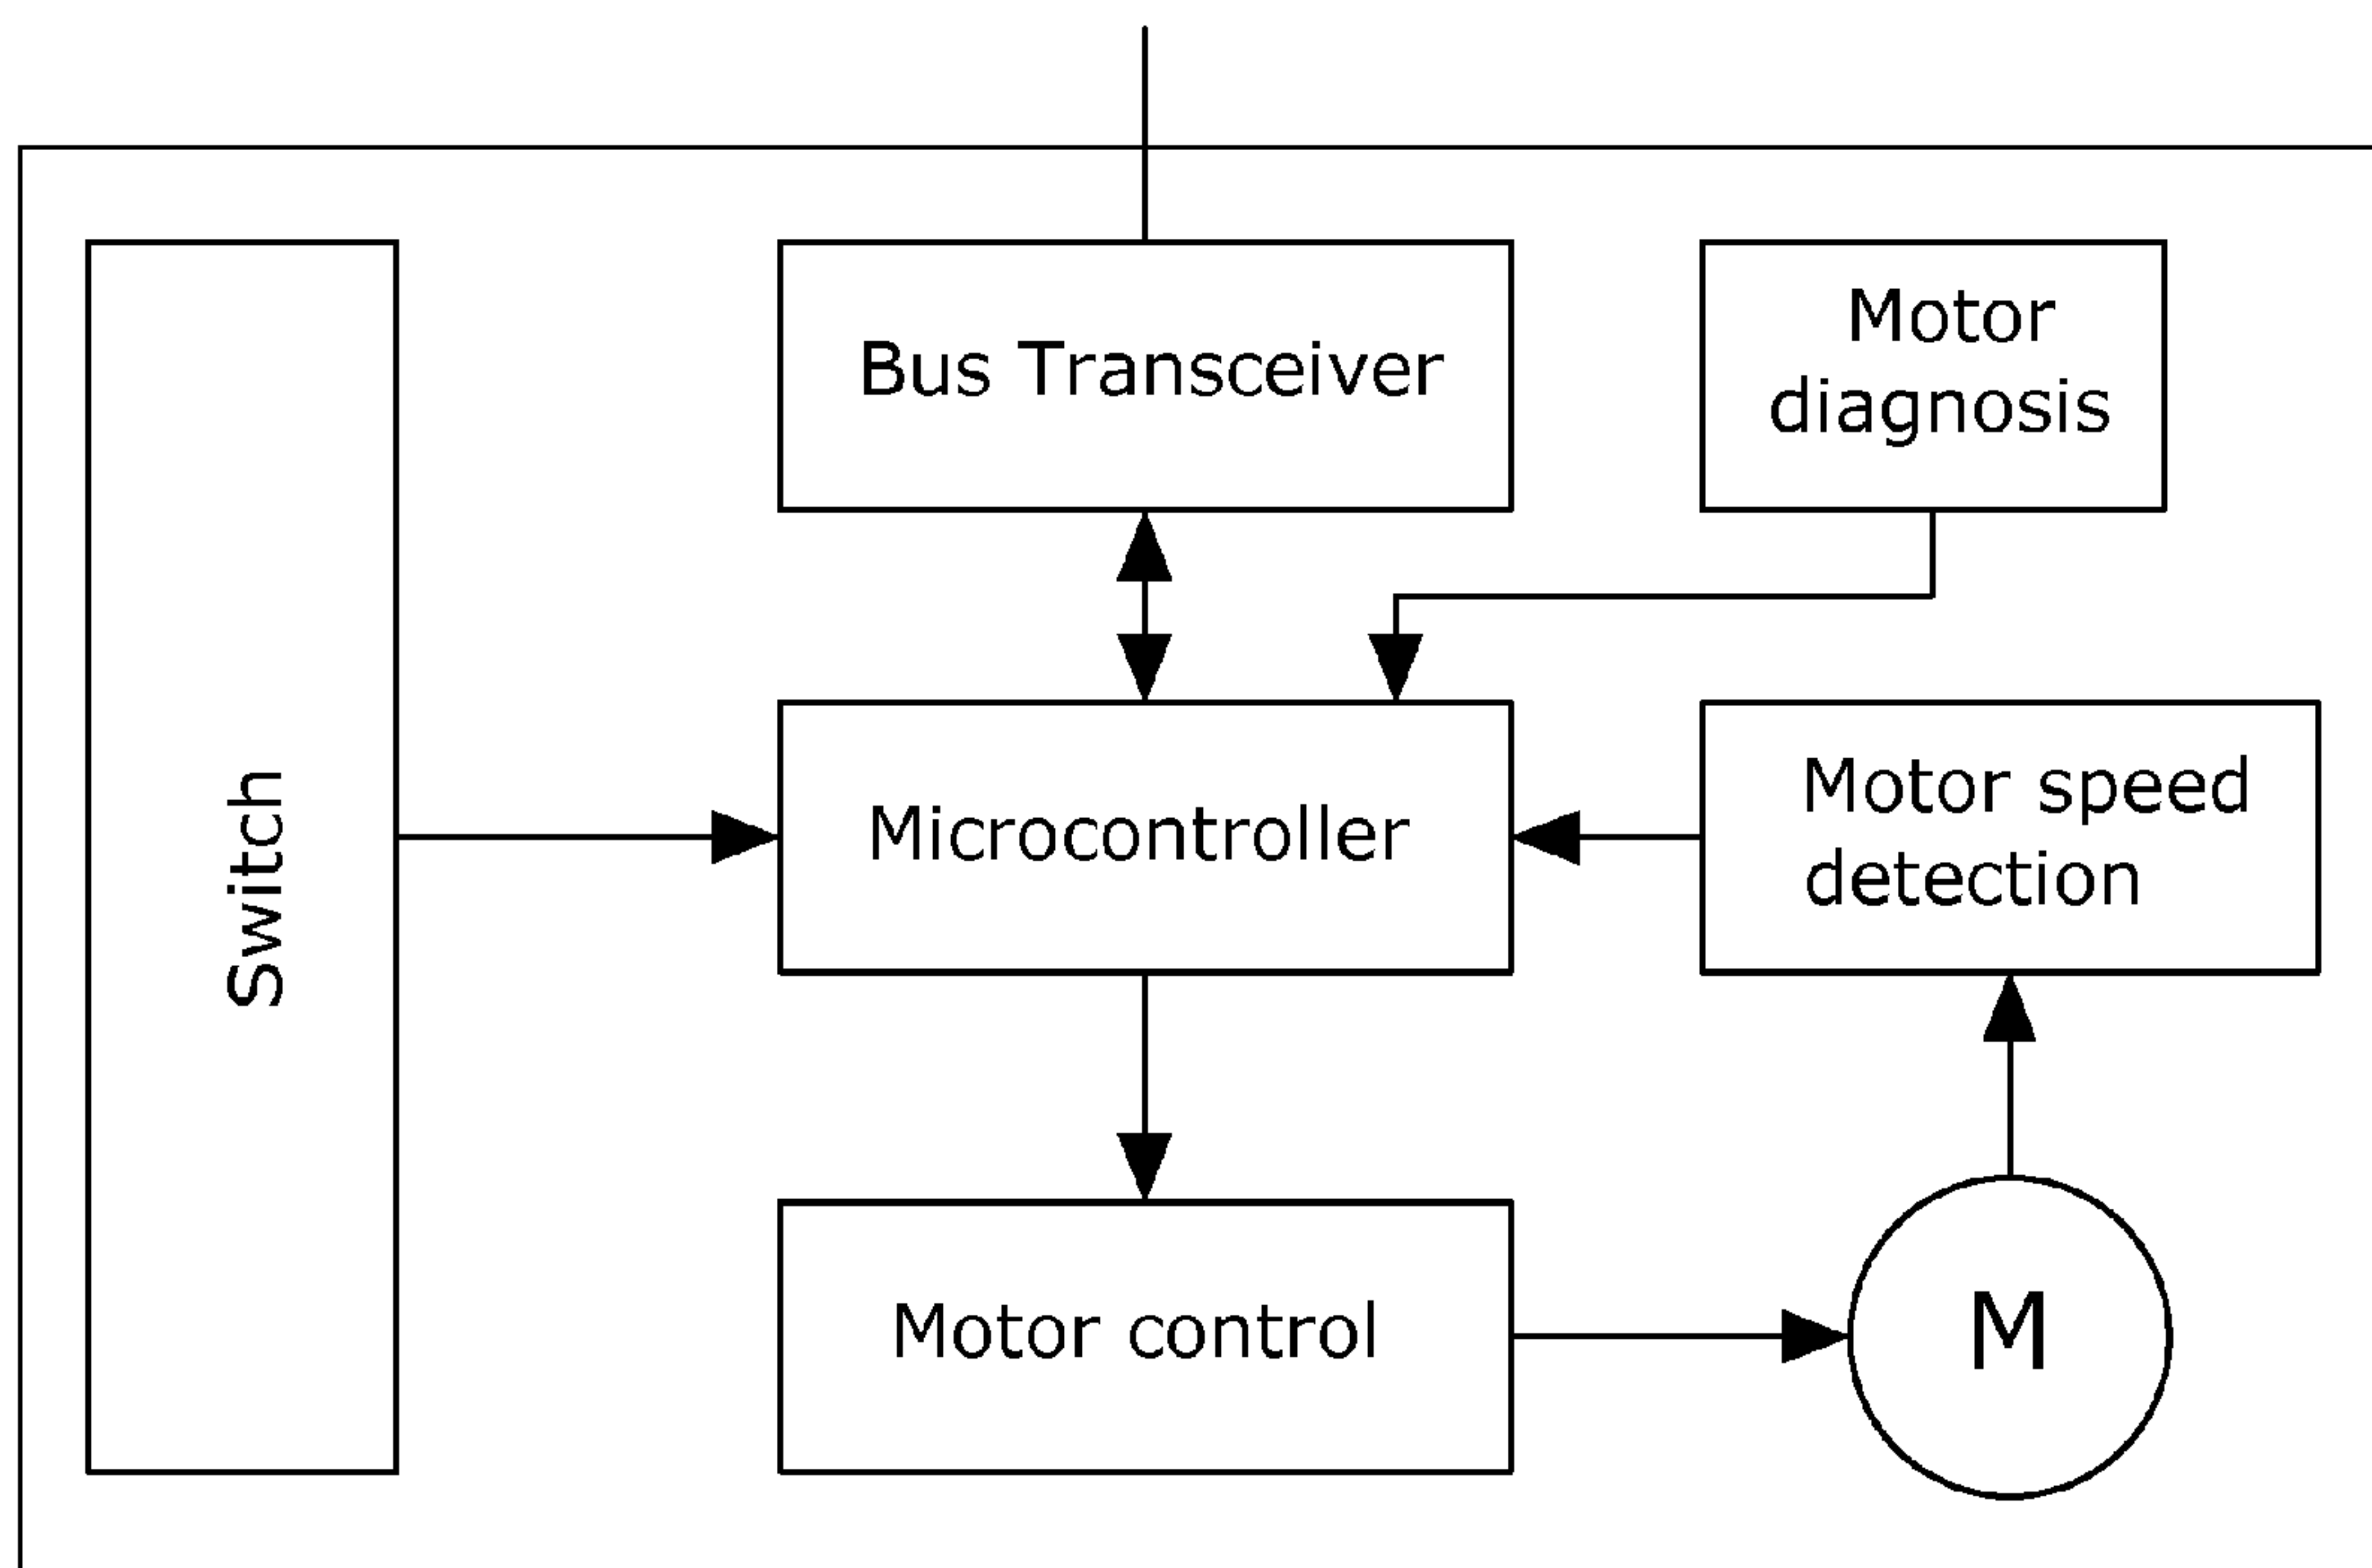 Switch
Bus Transceiver
Motor
diagnosis
Microcontroller
Motor speed
detection
Motor control
M